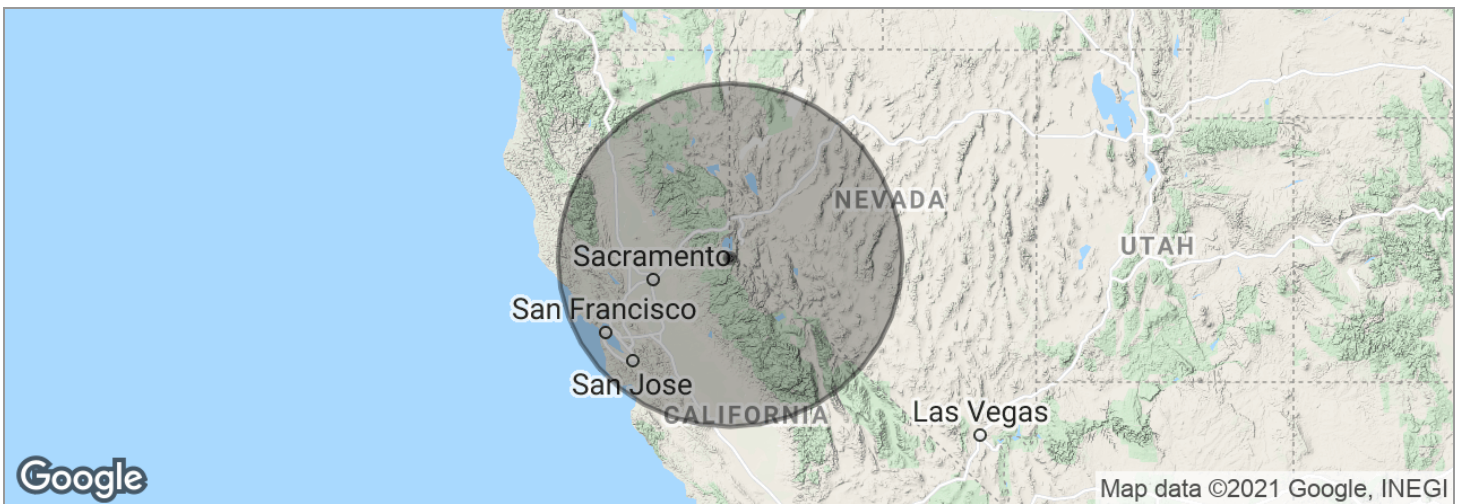 NEVADA
UTAH
Sacramento
San Francisco
San Jose
CALIFORNIA
Las Vegas
Google
Map data ©2021 Google, INEGI